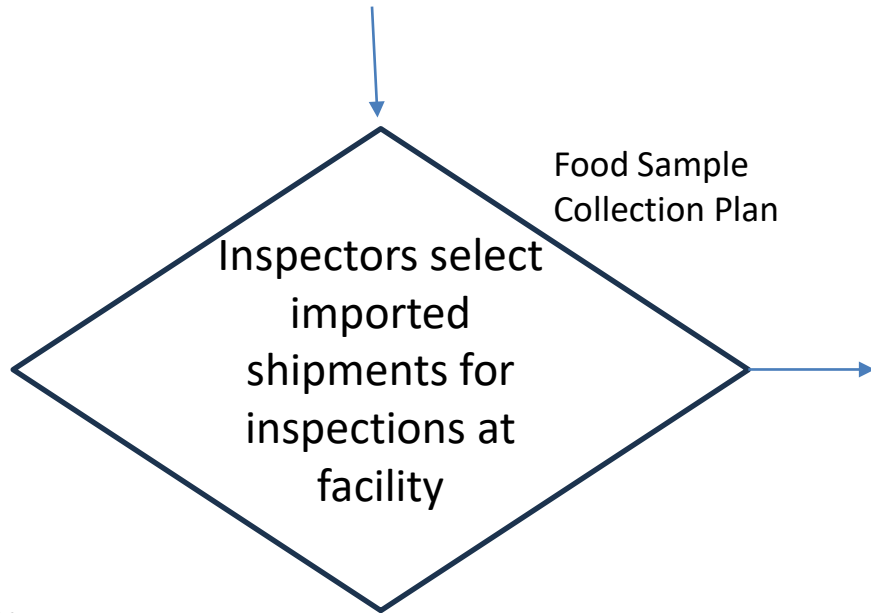 Food Sample
Collection Plan
Inspectors select
imported
shipments for
inspections at
facility